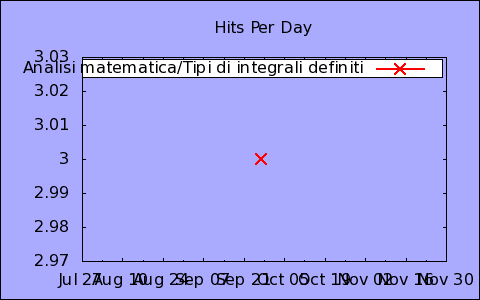 Hits Per Day
3.03
Analisi matematica/Tipi di integrali definiti
3.02
3.01
3
2.99
2.98
2.97
Jul 27 Aug 10 Aug 24 Sep 07 Sep 21 Oct 05 Oct 19 Nov 02 Nov 16 Nov 30